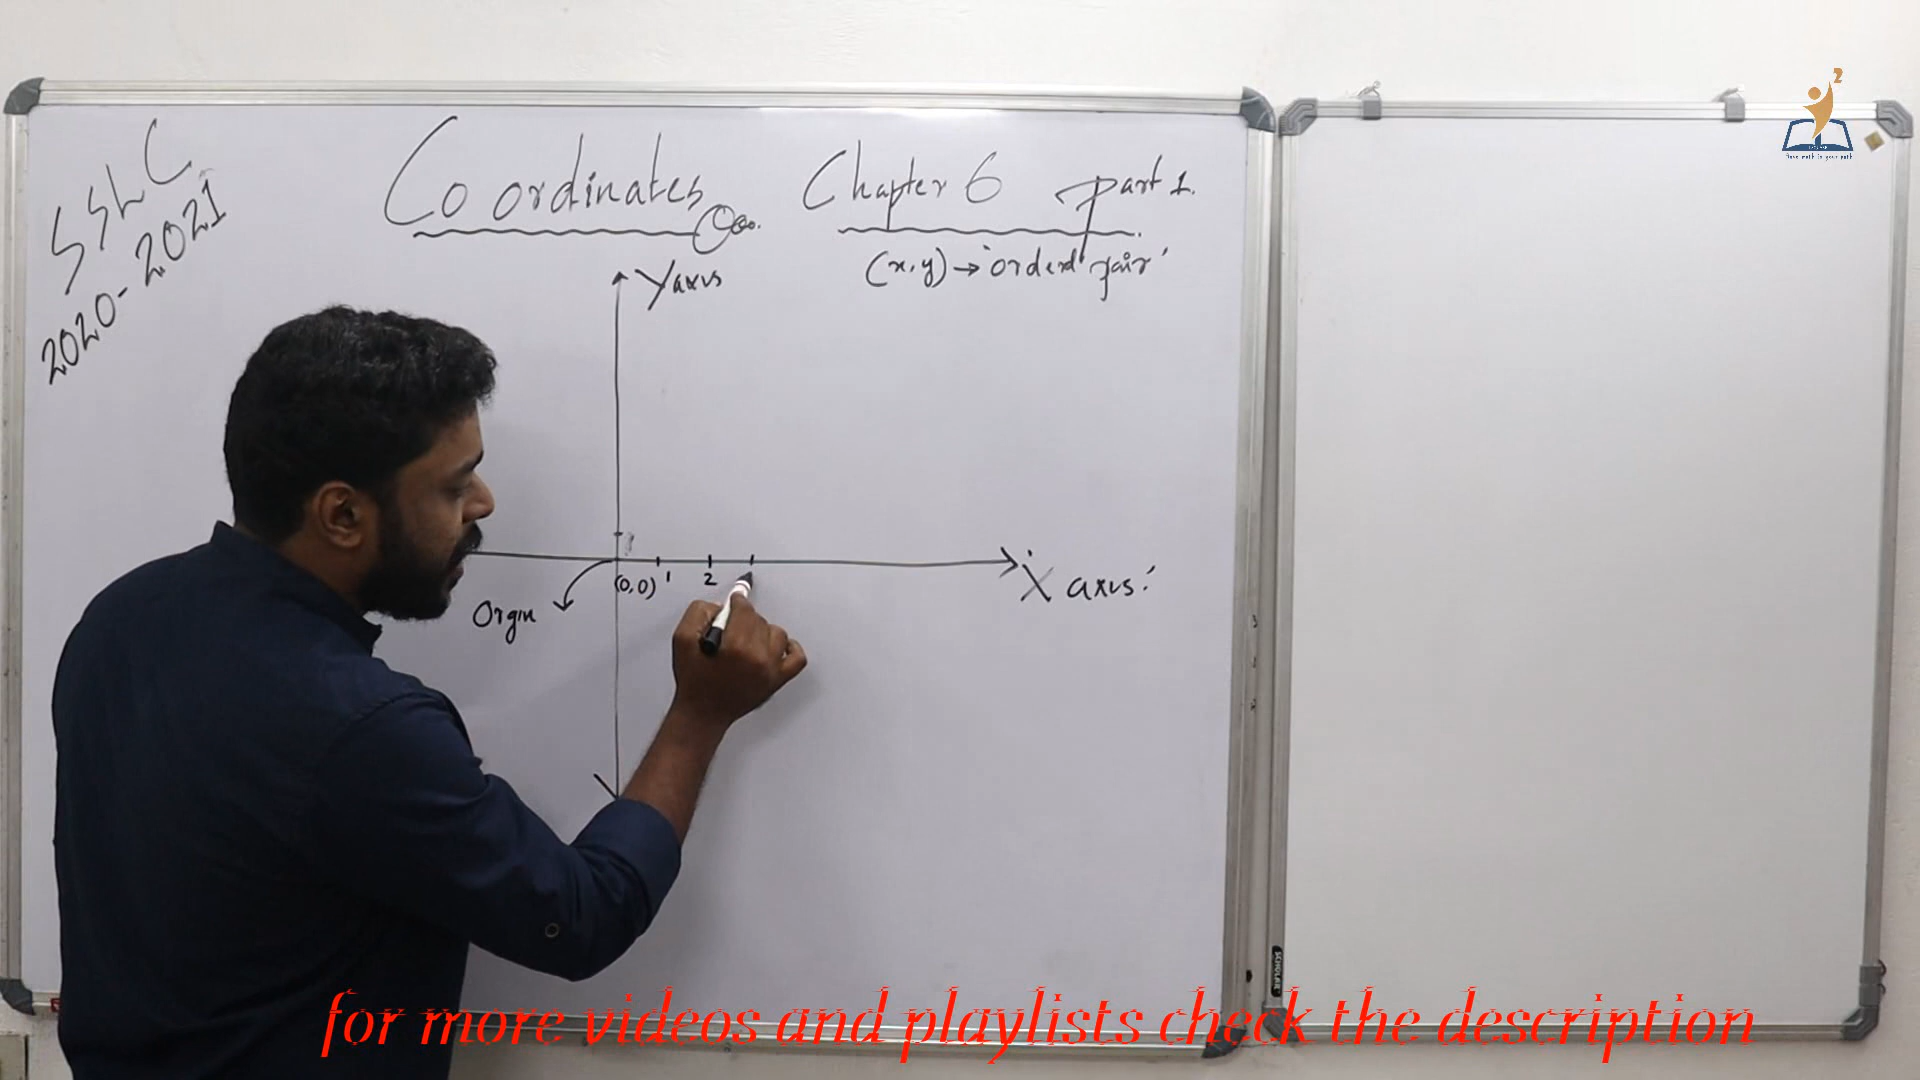 SSLC
2020-2021
Coordinates
Chapter 6 part 1.
(x,y) → 'ordered pair'
Y axis
X axis
(0,0) 1 2
Orgin
for more videos and playlists check the description